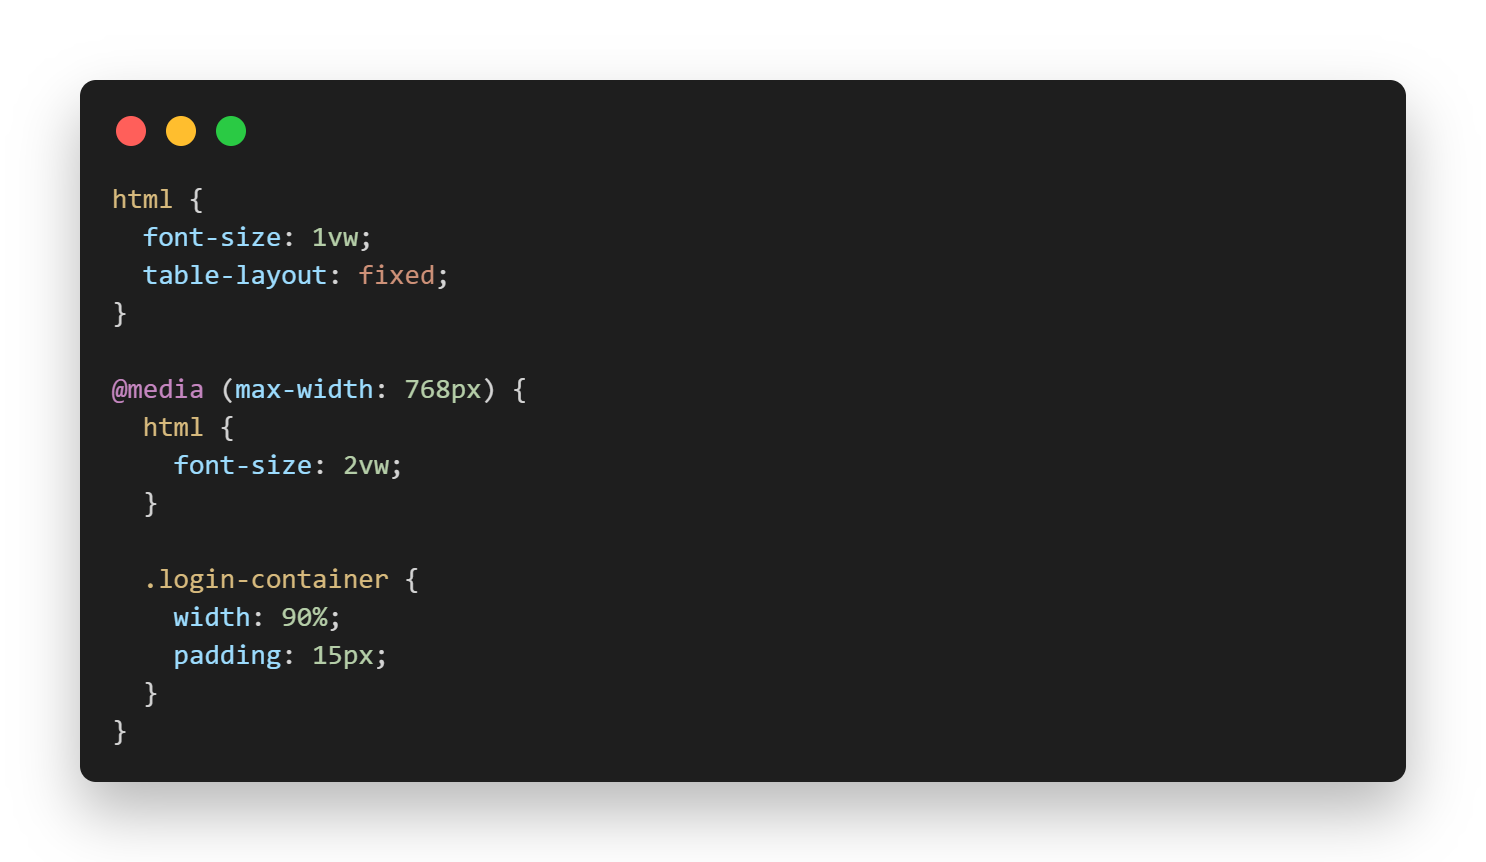 html {
  font-size: 1vw;
  table-layout: fixed;
}

@media (max-width: 768px) {
  html {
    font-size: 2vw;
  }

  .login-container {
    width: 90%;
    padding: 15px;
  }
}